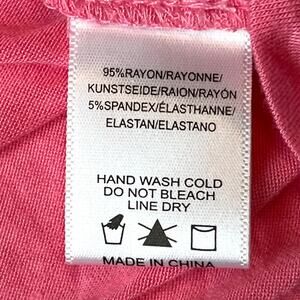 95%RAYON/RAYONNE/
KUNSTSEIDE/RAION/RAYÓN
5%SPANDEX/ÉLASTHANNE/
ELASTAN/ELASTANO
HAND WASH COLD
DO NOT BLEACH
LINE DRY
MADE IN CHINA